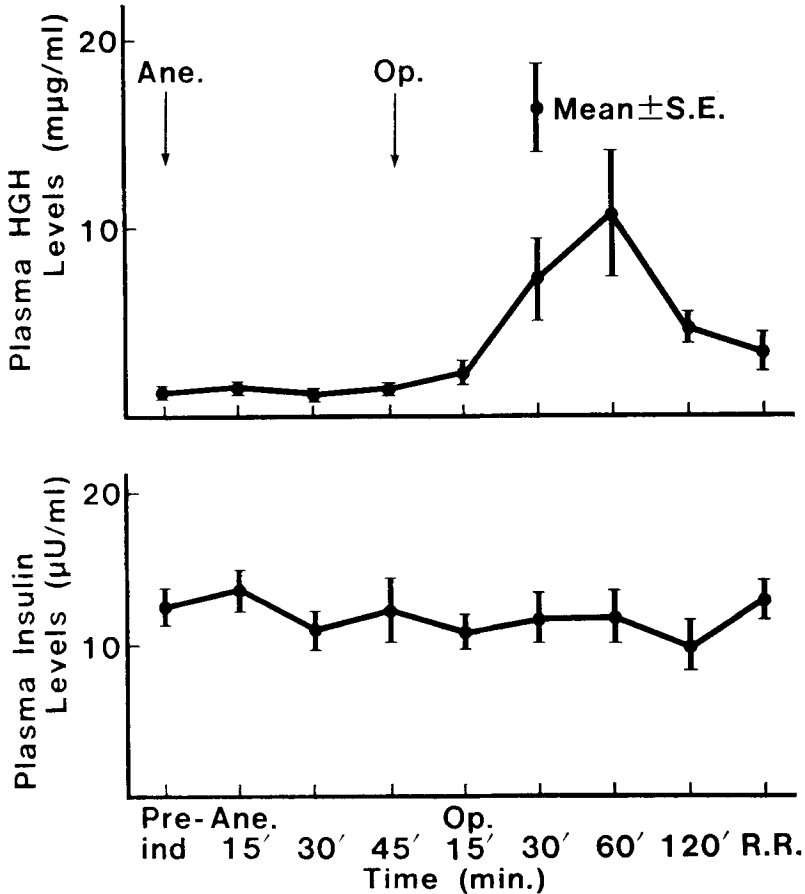 20
Ane.
Op.
Mean±S.E.
10
Plasma HGH
Levels (mμg/ml)
20
10
Plasma Insulin
Levels (μU/ml)
Pre- Ane. Op.
ind 15′ 30′ 45′ 15′ 30′ 60′ 120′ R.R.
Time (min.)